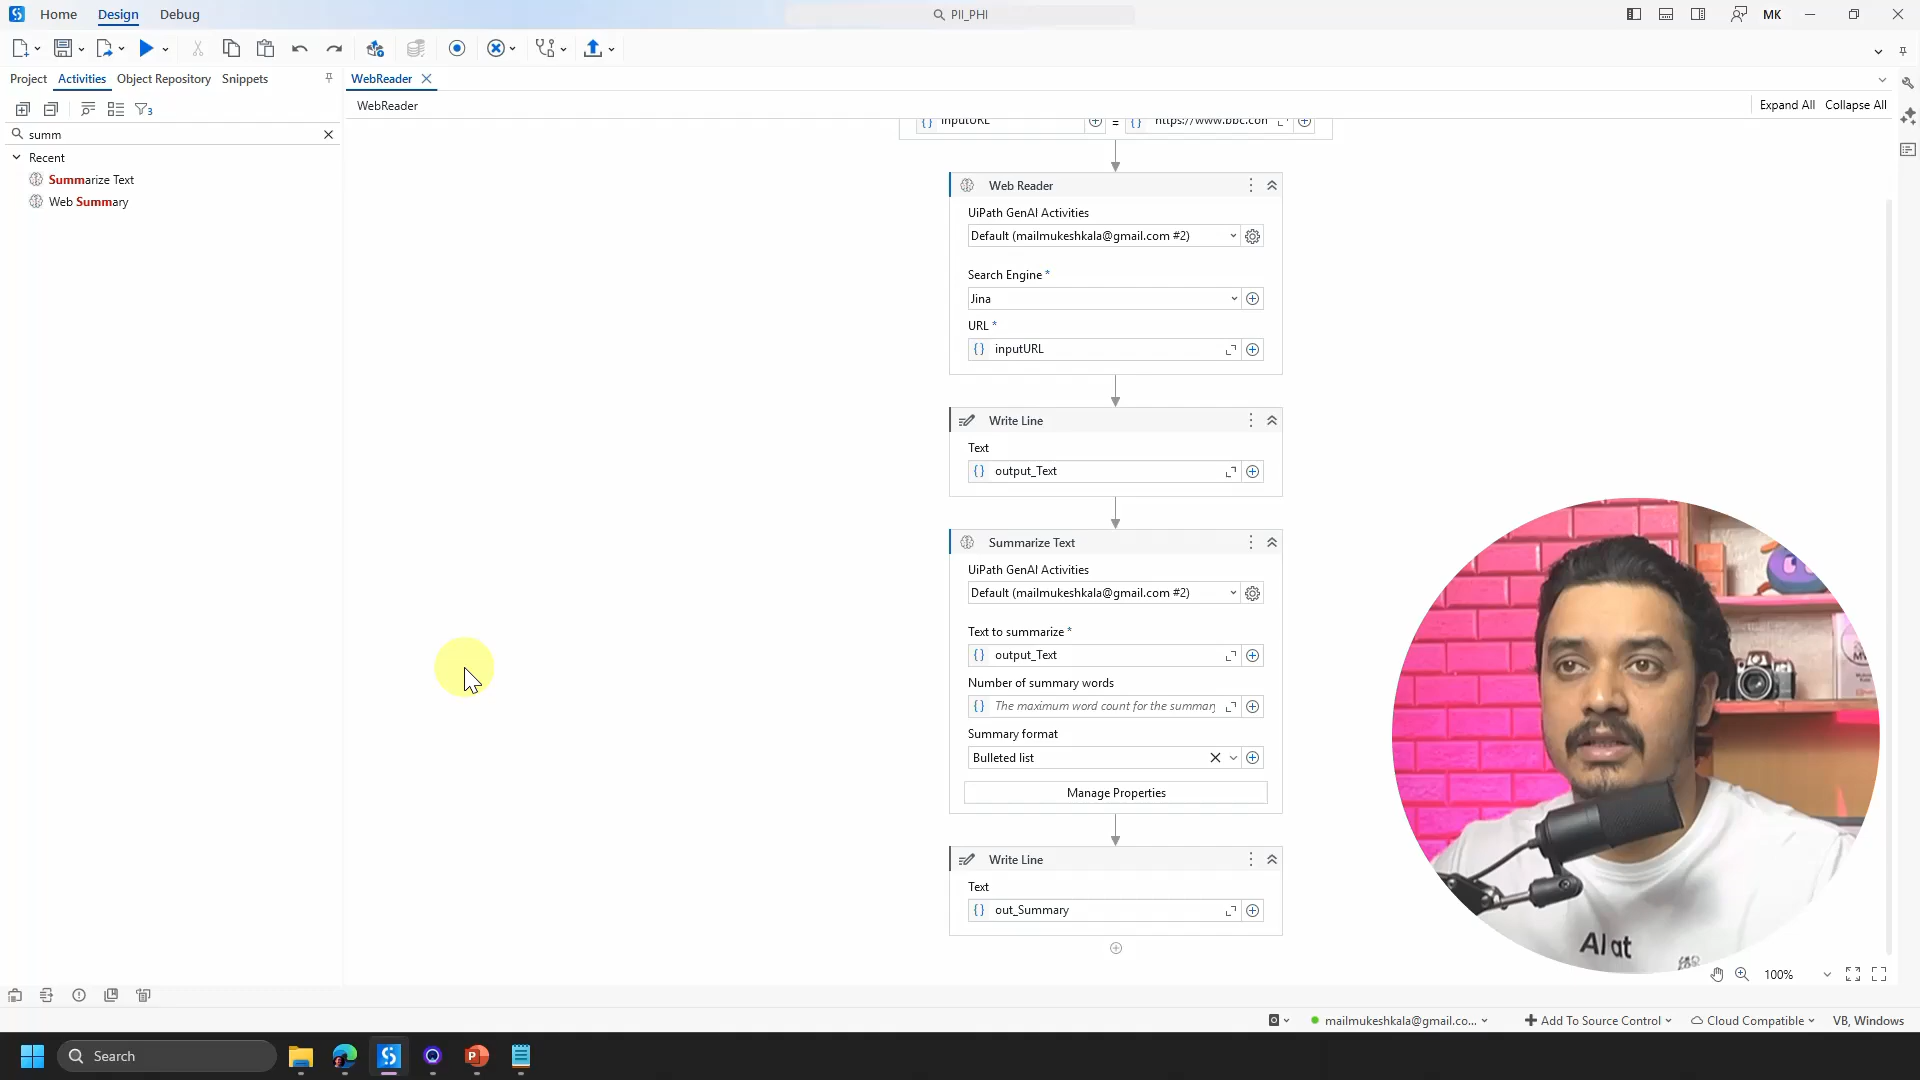 Home Design Debug
PII_PHI
MK
Project Activities Object Repository Snippets
WebReader
WebReader
Expand All Collapse All
3
summ
Recent
Summarize Text
Web Summary
inputURL = https://www.bbc.con
Web Reader
UiPath GenAI Activities
Default (mailmukeshkala@gmail.com #2)
Search Engine *
Jina
URL *
inputURL
Write Line
Text
output_Text
Summarize Text
UiPath GenAI Activities
Default (mailmukeshkala@gmail.com #2)
Text to summarize *
output_Text
Number of summary words
The maximum word count for the summary
Summary format
Bulleted list
Manage Properties
Write Line
Text
out_Summary
AI at
100%
mailmukeshkala@gmail.co...
Add To Source Control
Cloud Compatible
VB, Windows
Search